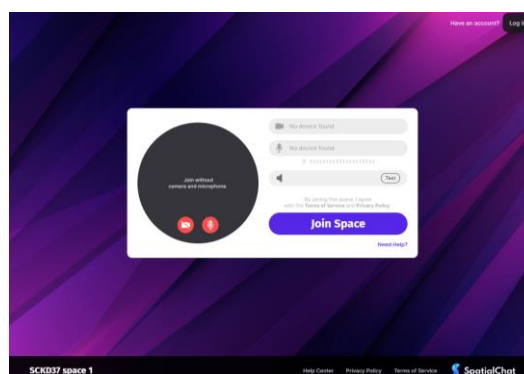 Have an account? Log in
No device found
No device found
Test
Join without
camera and microphone
By joining this space, I agree
with the Terms of Service and Privacy Policy
Join Space
Need Help?
SCKD37 space 1
Help Center Privacy Policy Terms of Service SpatialChat